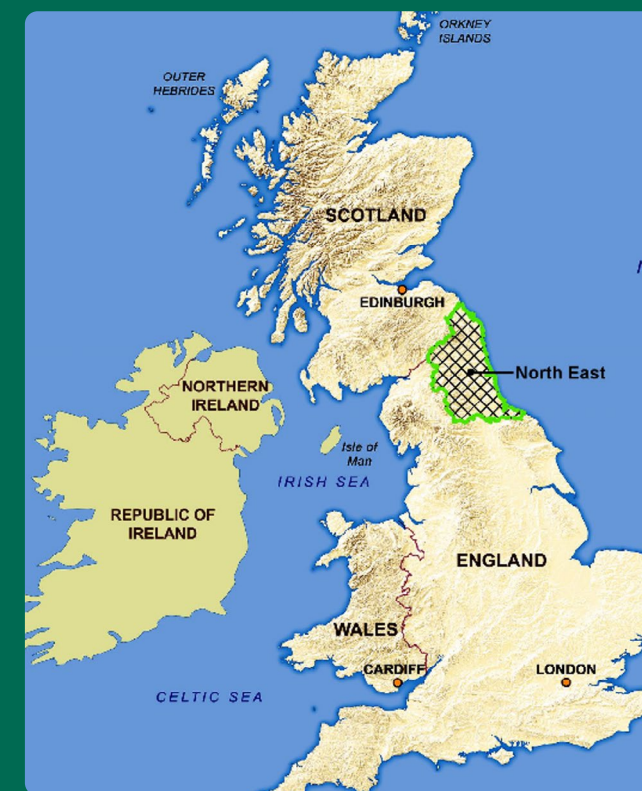 ORKNEY
ISLANDS
OUTER
HEBRIDES
SCOTLAND
EDINBURGH
North East
NORTHERN
IRELAND
Isle of
Man
IRISH SEA
REPUBLIC OF
IRELAND
ENGLAND
WALES
CARDIFF
LONDON
CELTIC SEA